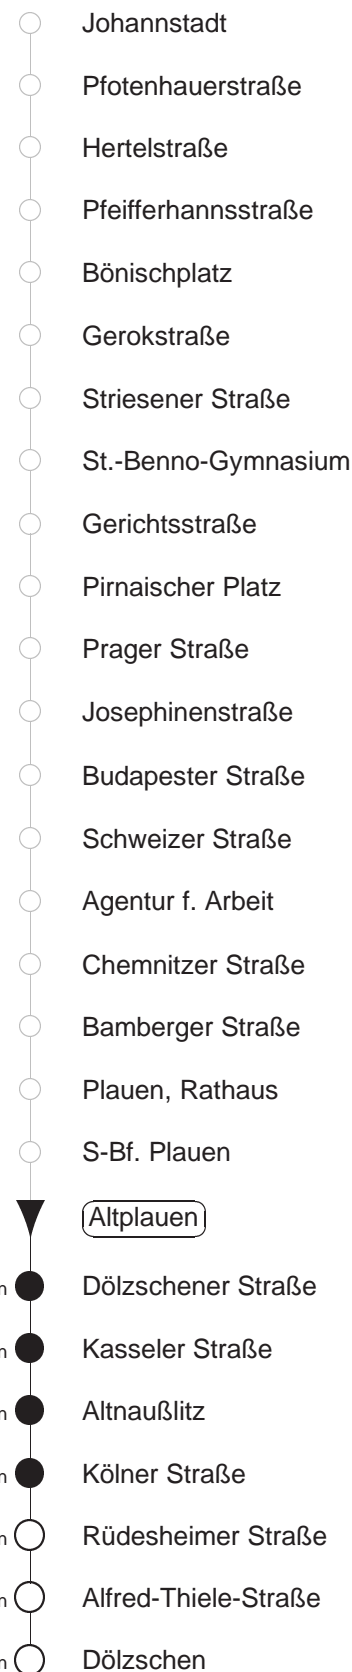 Johannstadt
Pfotenhauerstraße
Hertelstraße
Pfeifferhannsstraße
Bönischplatz
Gerokstraße
Striesener Straße
St.-Benno-Gymnasium
Gerichtsstraße
Pirnaischer Platz
Prager Straße
Josephinenstraße
Budapester Straße
Schweizer Straße
Agentur f. Arbeit
Chemnitzer Straße
Bamberger Straße
Plauen, Rathaus
S-Bf. Plauen
Altplauen
Dölzschener Straße
Kasseler Straße
Altnaußlitz
Kölner Straße
Rüdesheimer Straße
Alfred-Thiele-Straße
Dölzschen